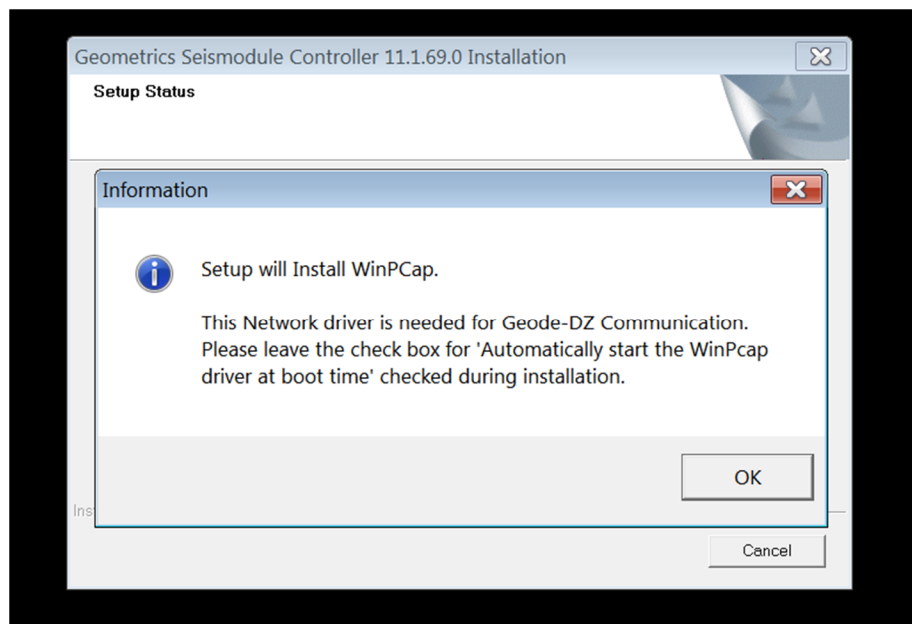 Geometrics Seismodule Controller 11.1.69.0 Installation
Setup Status
Information
Setup will Install WinPCap.
This Network driver is needed for Geode-DZ Communication.
Please leave the check box for 'Automatically start the WinPcap
driver at boot time' checked during installation.
OK
Ins
Cancel